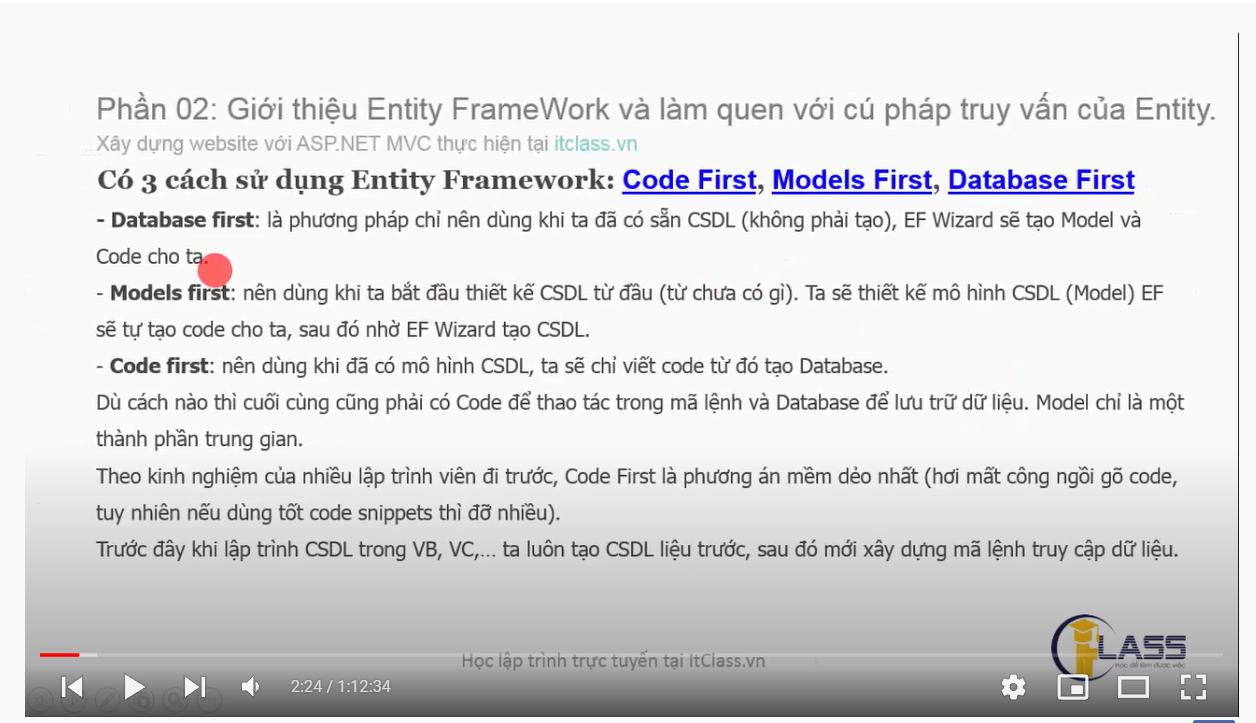 Phần 02: Giới thiệu Entity FrameWork và làm quen với cú pháp truy vấn của Entity.
Xây dựng website với ASP.NET MVC thực hiện tại itclass.vn
Có 3 cách sử dụng Entity Framework: Code First, Models First, Database First
- Database first: là phương pháp chỉ nên dùng khi ta đã có sẵn CSDL (không phải tạo), EF Wizard sẽ tạo Model và
Code cho ta.
- Models first: nên dùng khi ta bắt đầu thiết kế CSDL từ đầu (từ chưa có gì). Ta sẽ thiết kế mô hình CSDL (Model) EF
sẽ tự tạo code cho ta, sau đó nhờ EF Wizard tạo CSDL.
- Code first: nên dùng khi đã có mô hình CSDL, ta sẽ chỉ viết code từ đó tạo Database.
Dù cách nào thì cuối cùng cũng phải có Code để thao tác trong mã lệnh và Database để lưu trữ dữ liệu. Model chỉ là một
thành phần trung gian.
Theo kinh nghiệm của nhiều lập trình viên đi trước, Code First là phương án mềm dẻo nhất (hơi mất công ngồi gõ code,
tuy nhiên nếu dùng tốt code snippets thì đỡ nhiều).
Trước đây khi lập trình CSDL trong VB, VC,... ta luôn tạo CSDL liệu trước, sau đó mới xây dựng mã lệnh truy cập dữ liệu.
CLASS
Học để làm được việc
Học lập trình trực tuyến tại ItClass.vn
2:24 / 1:12:34